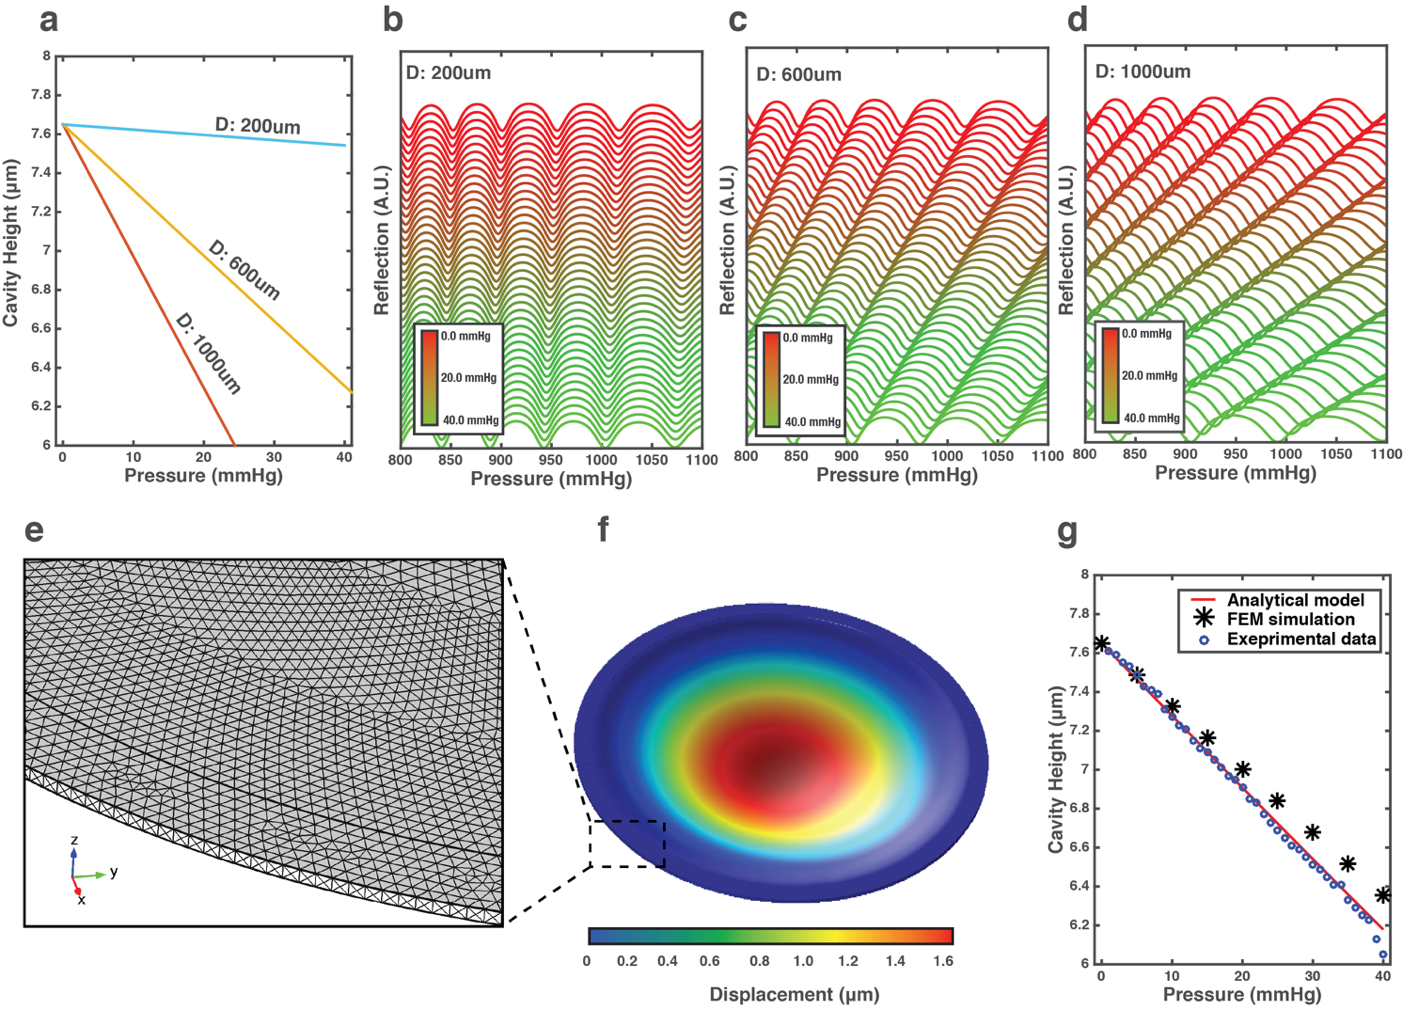 a
8
7.8
7.6
7.4
7.2
7
6.8
6.6
6.4
6.2
6
Cavity Height (μm)
D: 200um
D: 600um
D: 1000um
0 10 20 30 40
Pressure (mmHg)
b
D: 200um
Reflection (A.U.)
0.0 mmHg
20.0 mmHg
40.0 mmHg
800 850 900 950 1000 1050 1100
Pressure (mmHg)
c
D: 600um
Reflection (A.U.)
0.0 mmHg
20.0 mmHg
40.0 mmHg
800 850 900 950 1000 1050 1100
Pressure (mmHg)
d
D: 1000um
Reflection (A.U.)
0.0 mmHg
20.0 mmHg
40.0 mmHg
800 850 900 950 1000 1050 1100
Pressure (mmHg)
e
z
y
x
f
0 0.2 0.4 0.6 0.8 1.0 1.2 1.4 1.6
Displacement (μm)
g
8
7.8
7.6
7.4
7.2
7
6.8
6.6
6.4
6.2
6
Cavity Height (μm)
Analytical model
FEM simulation
Exeprimental data
0 10 20 30 40
Pressure (mmHg)